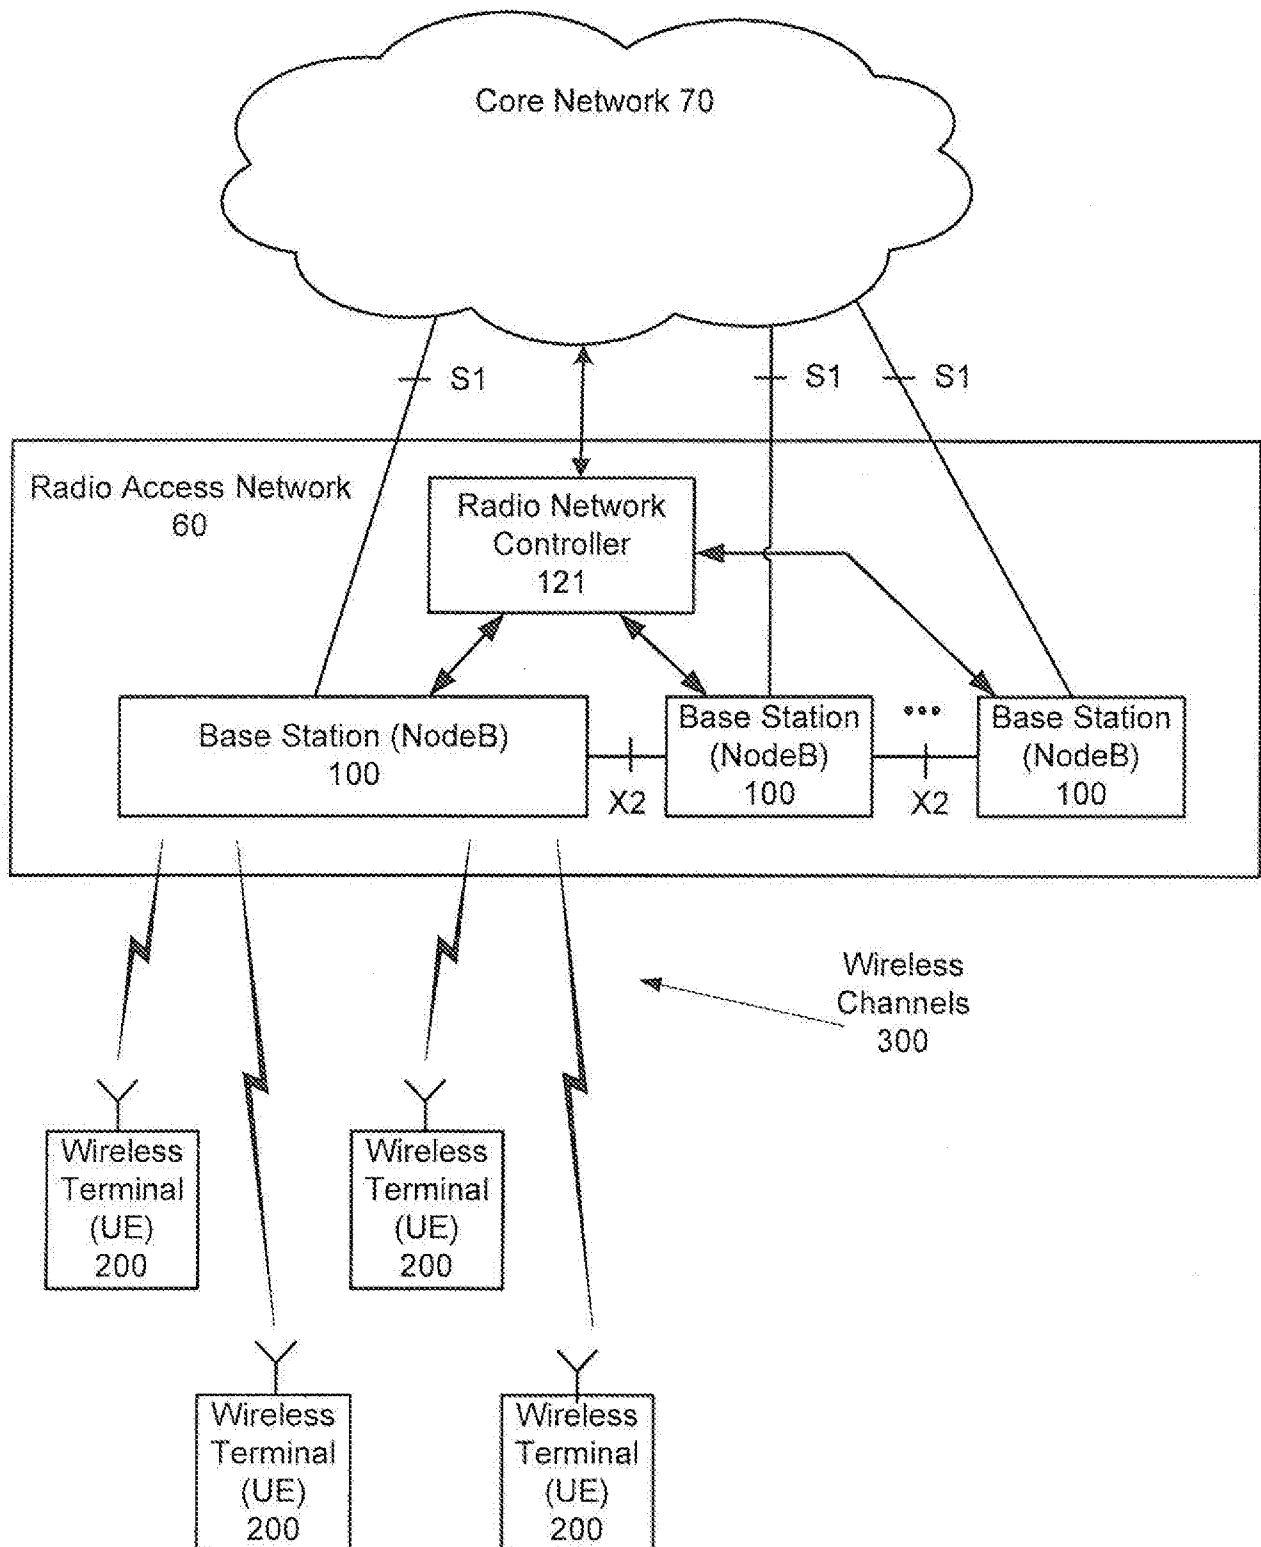 Core Network 70
S1
S1
S1
Radio Access Network
60
Radio Network
Controller
121
Base Station (NodeB)
100
X2
Base Station
(NodeB)
100
...
X2
Base Station
(NodeB)
100
Wireless
Channels
300
Wireless
Terminal
(UE)
200
Wireless
Terminal
(UE)
200
Wireless
Terminal
(UE)
200
Wireless
Terminal
(UE)
200